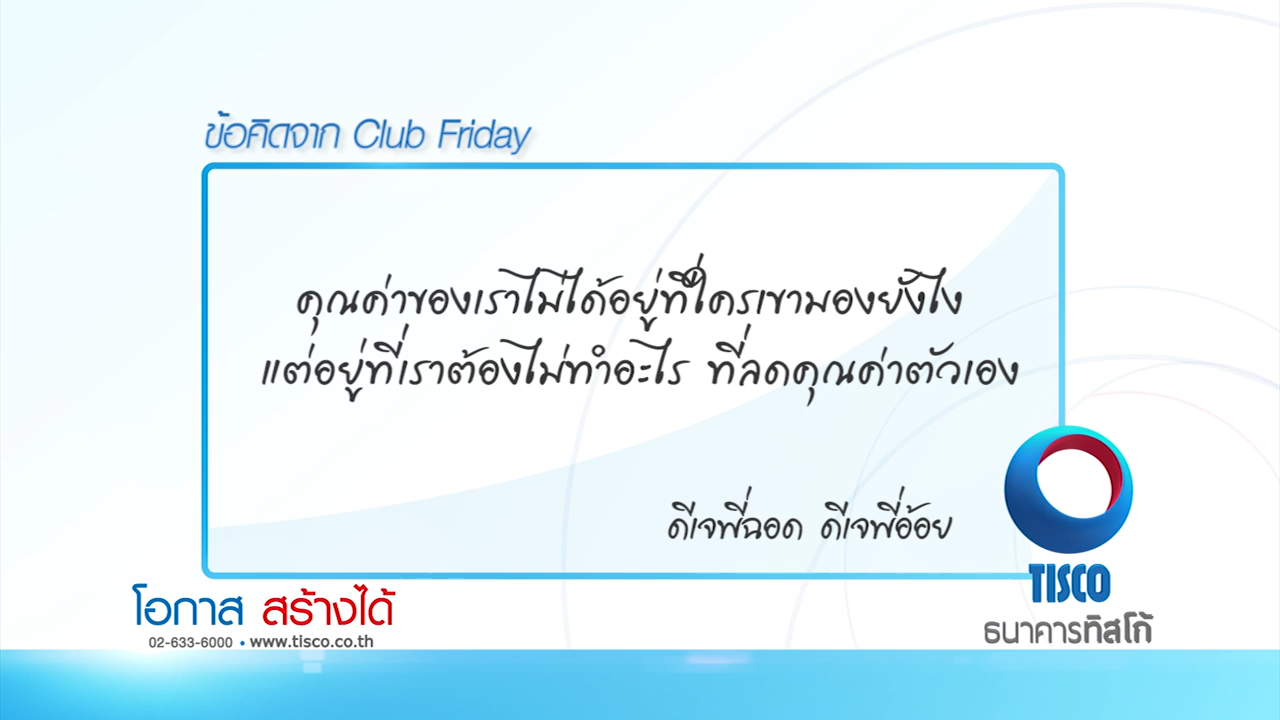 ข้อคิดจาก Club Friday
คุณค่าของเราไม่ได้อยู่ที่ใครเขามองยังไง
แต่อยู่ที่เราต้องไม่ทำอะไร ที่ลดคุณค่าตัวเอง
ดีเจพี่ฉอด ดีเจพี่อ้อย
TISCO
ธนาคารทิสโก้
โอกาส สร้างได้
02-633-6000 • www.tisco.co.th